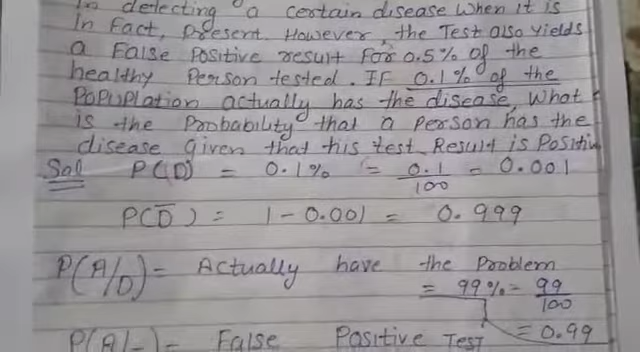 in detecting a certain disease when it is
in fact, present. However, the Test also yields
a False Positive result For 0.5% of the
healthy Person tested. IF 0.1% of the
Population actually has the disease, What
is the Probability that a person has the
disease given that his test Result is Positiv
Sol P(D) = 0.1% = 0.1/100 = 0.001
P(D̅) = 1 - 0.001 = 0.999
P(A/D) = Actually have the Problem
= 99% = 99/100
= 0.99
P(A/-) = False Positive Test